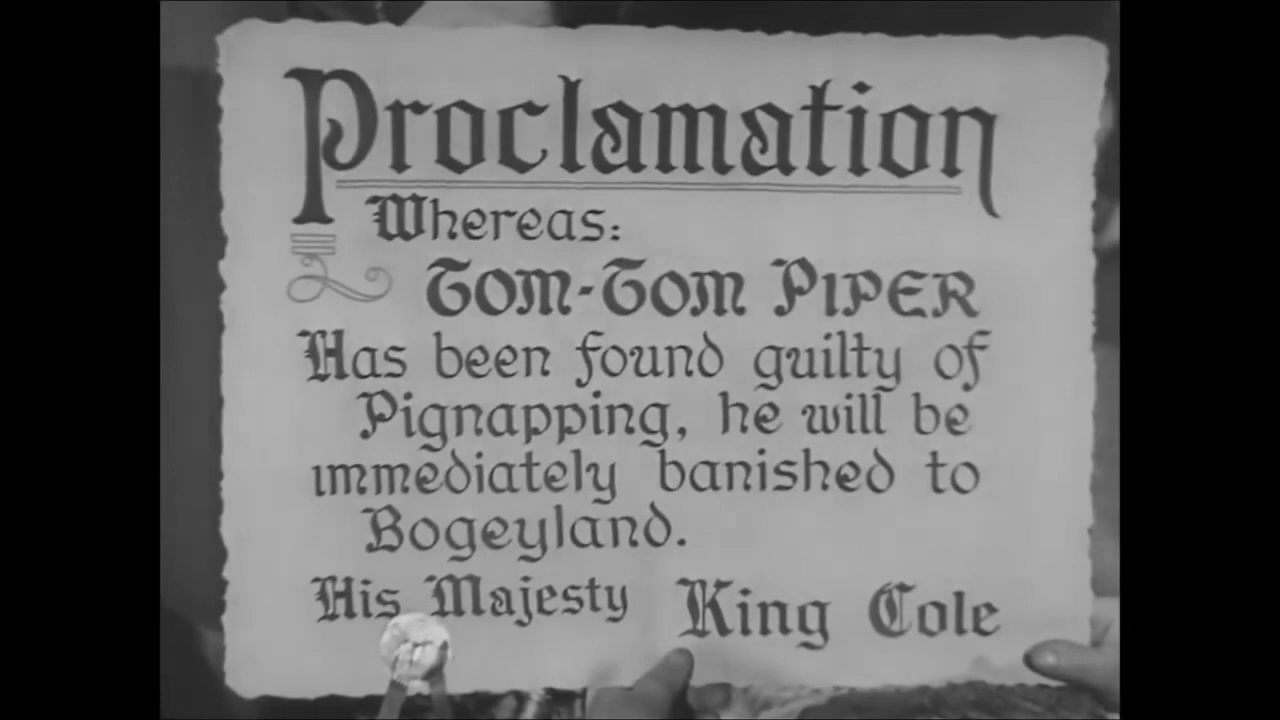 Proclamation
Whereas:
Tom-Tom Piper
Has been found guilty of
Pignapping, he will be
immediately banished to
Bogeyland.
His Majesty King Cole